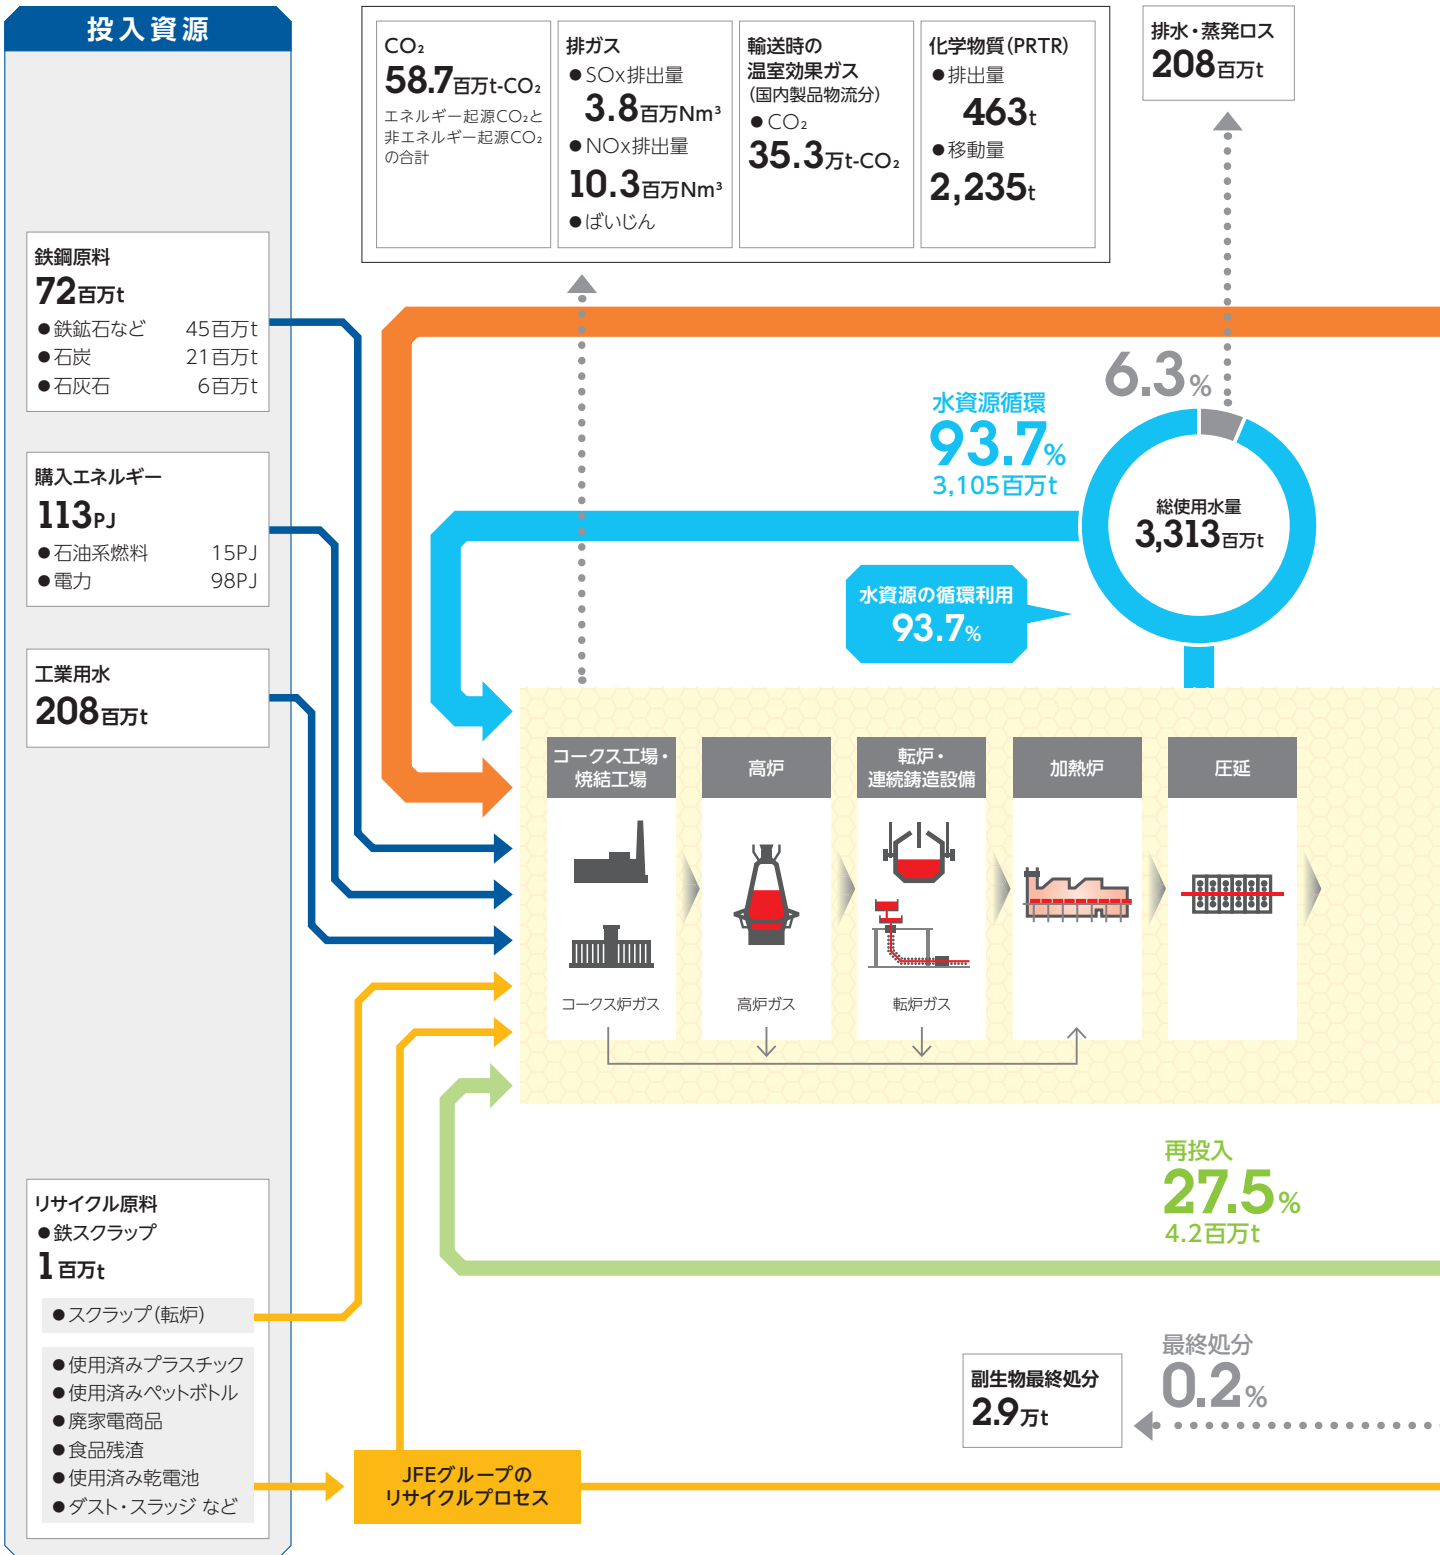 投入資源
鉄鋼原料
72百万t
●鉄鉱石など 45百万t
●石炭 21百万t
●石灰石 6百万t
購入エネルギー
113PJ
●石油系燃料 15PJ
●電力 98PJ
工業用水
208百万t
リサイクル原料
●鉄スクラップ
1百万t
●スクラップ(転炉)
●使用済みプラスチック
●使用済みペットボトル
●廃家電商品
●食品残渣
●使用済み乾電池
●ダスト・スラッジ など
CO₂
58.7百万t-CO₂
エネルギー起源CO₂と
非エネルギー起源CO₂
の合計
排ガス
●SOx排出量
3.8百万Nm³
●NOx排出量
10.3百万Nm³
●ばいじん
輸送時の
温室効果ガス
(国内製品物流分)
●CO₂
35.3万t-CO₂
化学物質(PRTR)
●排出量
463t
●移動量
2,235t
排水・蒸発ロス
208百万t
6.3%
水資源循環
93.7%
3,105百万t
総使用水量
3,313百万t
水資源の循環利用
93.7%
コークス工場・
焼結工場
高炉
転炉・
連続鋳造設備
加熱炉
圧延
コークス炉ガス
高炉ガス
転炉ガス
再投入
27.5%
4.2百万t
最終処分
0.2%
副生物最終処分
2.9万t
JFEグループの
リサイクルプロセス